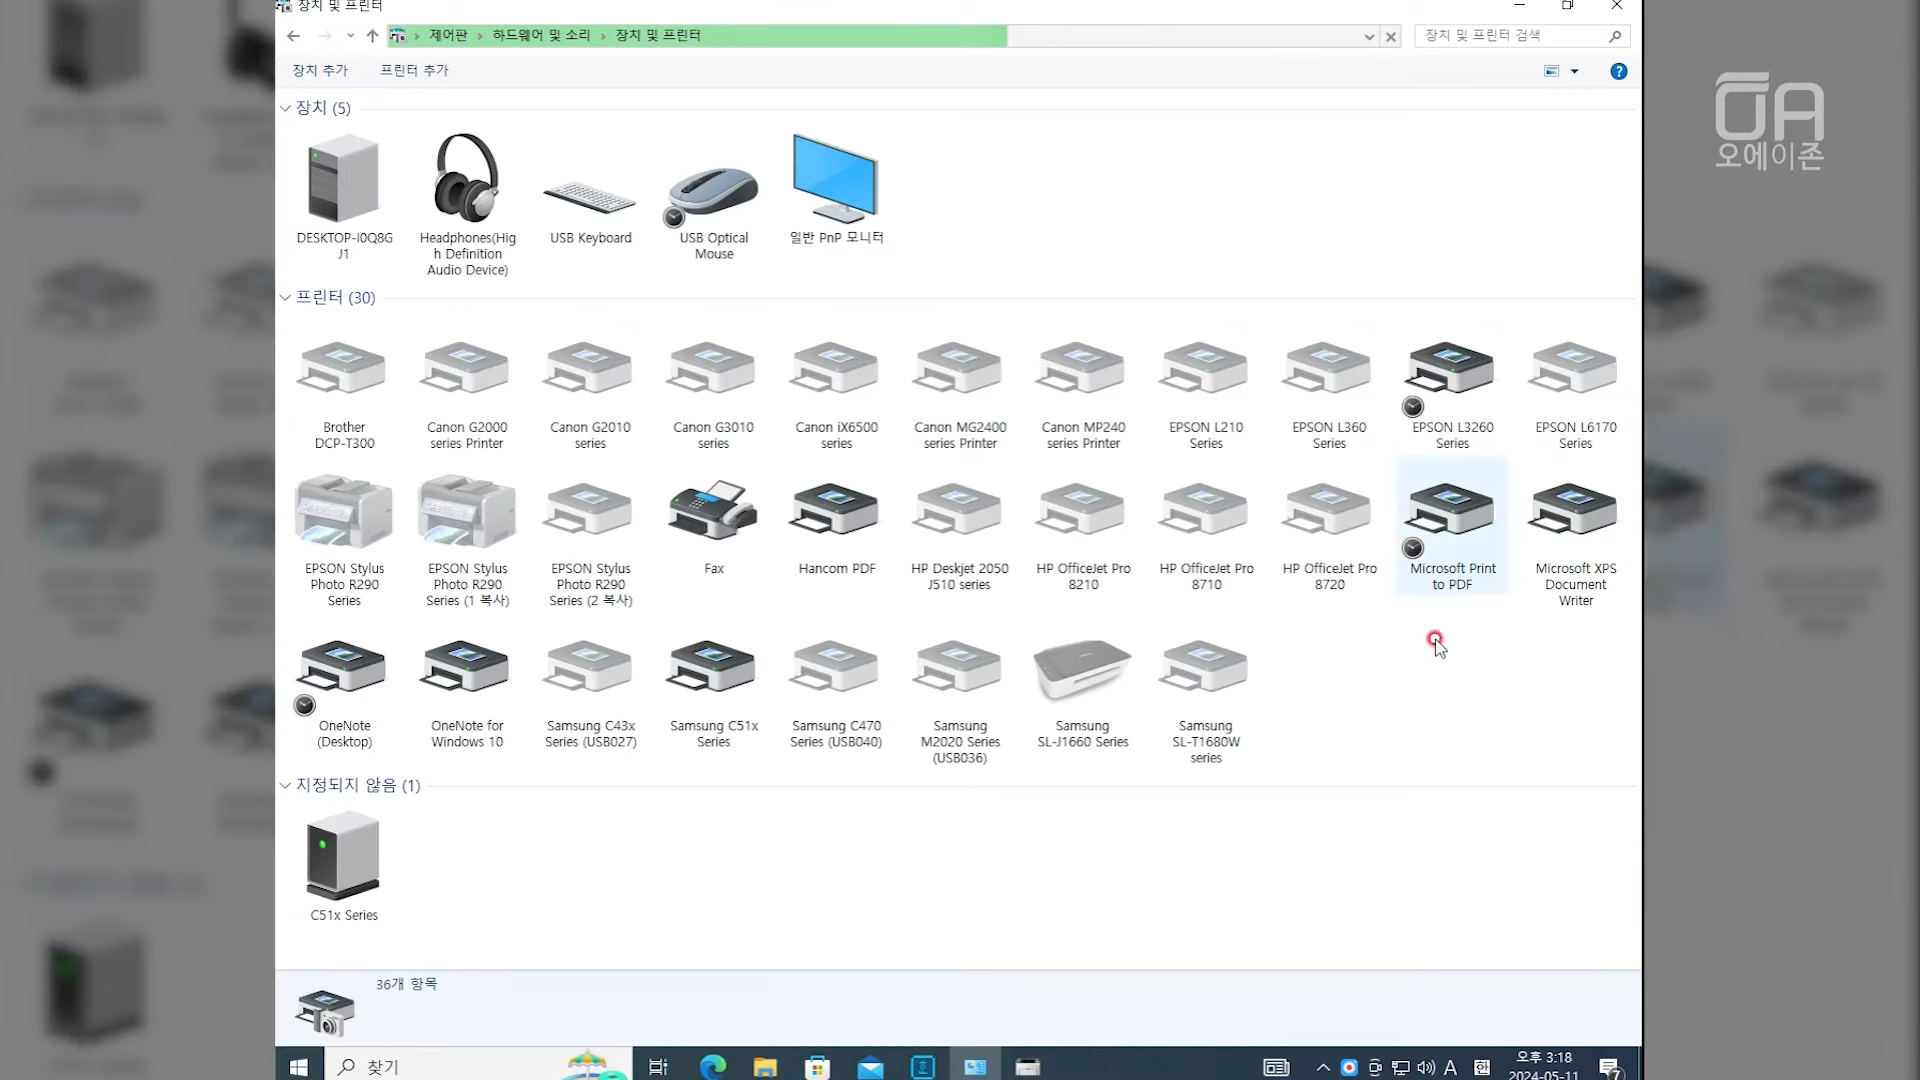 장치 및 프린터
제어판 › 하드웨어 및 소리 › 장치 및 프린터
장치 및 프린터 검색
장치 추가
프린터 추가
장치 (5)
DESKTOP-I0Q8G
J1
Headphones(Hig
h Definition
Audio Device)
USB Keyboard
USB Optical
Mouse
일반 PnP 모니터
프린터 (30)
Brother
DCP-T300
Canon G2000
series Printer
Canon G2010
series
Canon G3010
series
Canon iX6500
series
Canon MG2400
series Printer
Canon MP240
series Printer
EPSON L210
Series
EPSON L360
Series
EPSON L3260
Series
EPSON L6170
Series
EPSON Stylus
Photo R290
Series
EPSON Stylus
Photo R290
Series (1 복사)
EPSON Stylus
Photo R290
Series (2 복사)
Fax
Hancom PDF
HP Deskjet 2050
J510 series
HP OfficeJet Pro
8210
HP OfficeJet Pro
8710
HP OfficeJet Pro
8720
Microsoft Print
to PDF
Microsoft XPS
Document
Writer
OneNote
(Desktop)
OneNote for
Windows 10
Samsung C43x
Series (USB027)
Samsung C51x
Series
Samsung C470
Series (USB040)
Samsung
M2020 Series
(USB036)
Samsung
SL-J1660 Series
Samsung
SL-T1680W
series
지정되지 않음 (1)
C51x Series
36개 항목
찾기
A
한
오후 3:18
2024-05-11
7
OA
오에이존